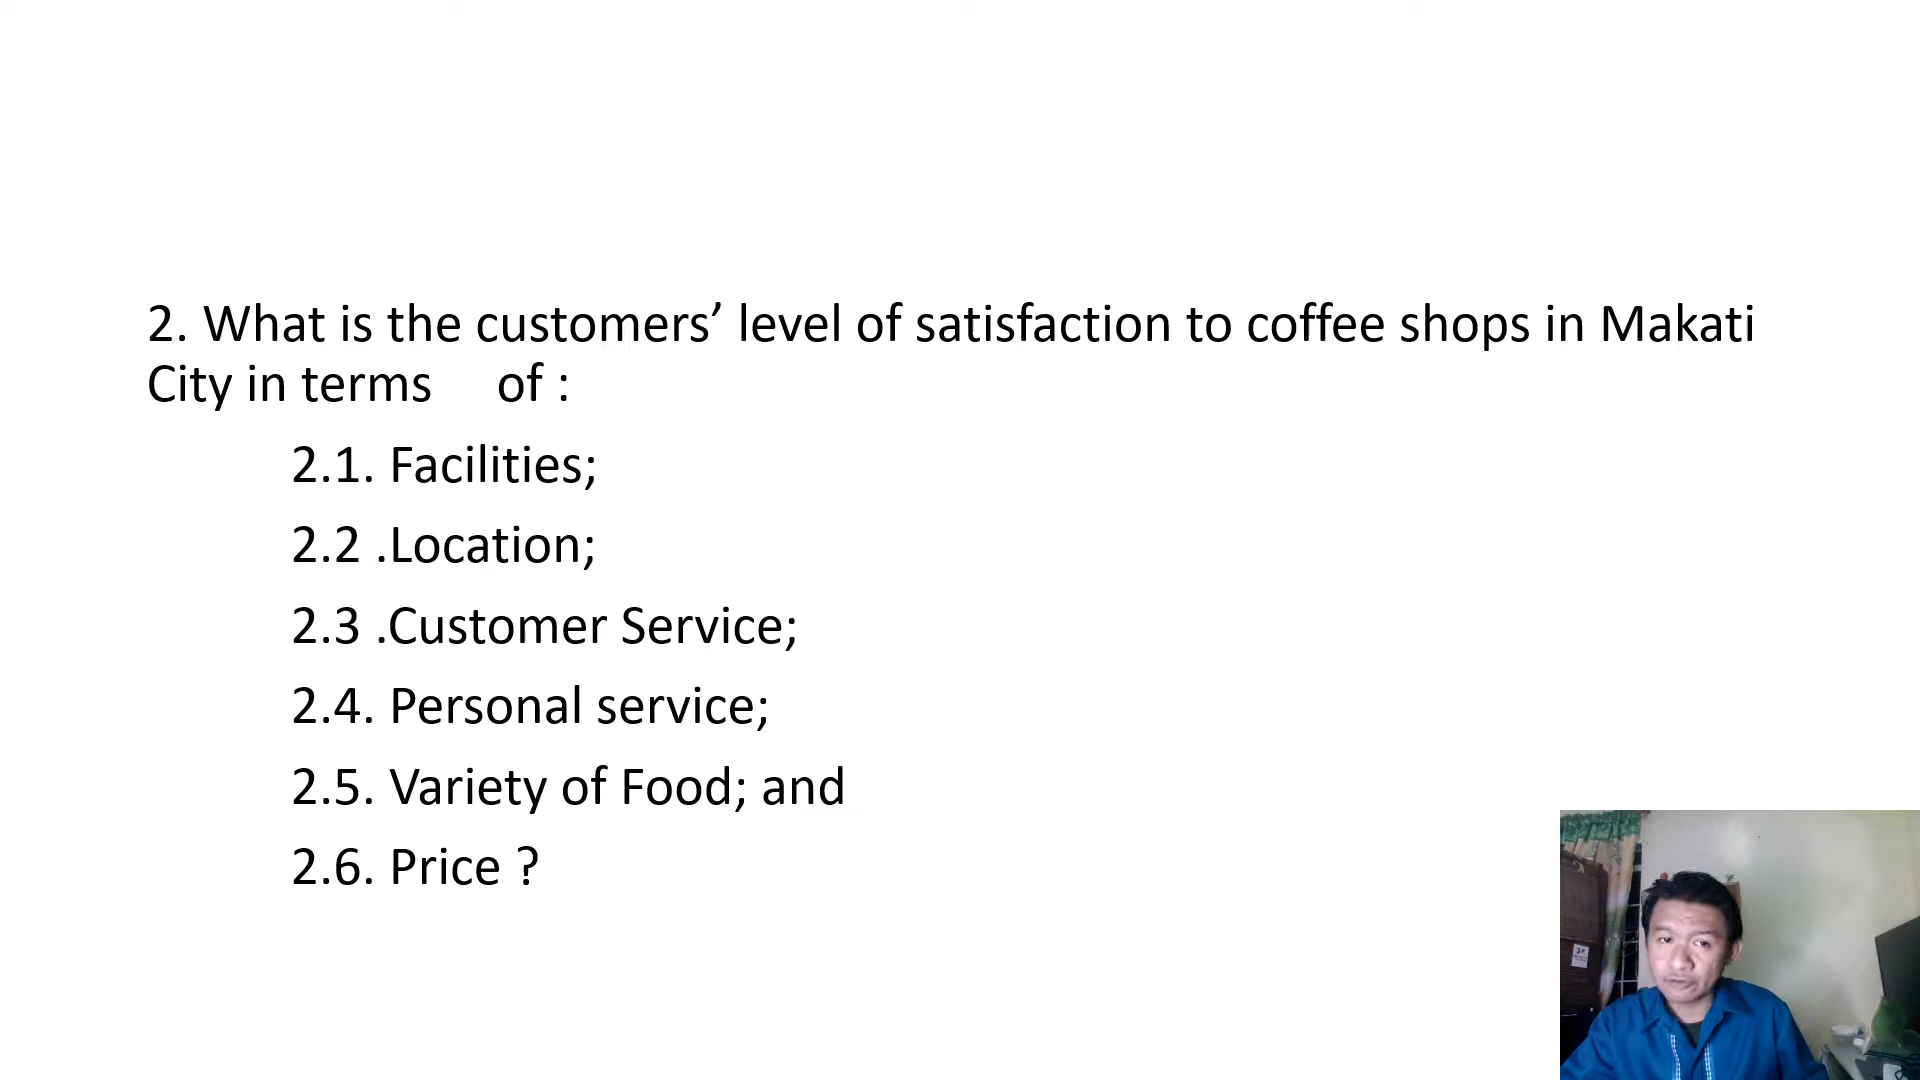 2. What is the customers’ level of satisfaction to coffee shops in Makati
City in terms of :
2.1. Facilities;
2.2 .Location;
2.3 .Customer Service;
2.4. Personal service;
2.5. Variety of Food; and
2.6. Price ?